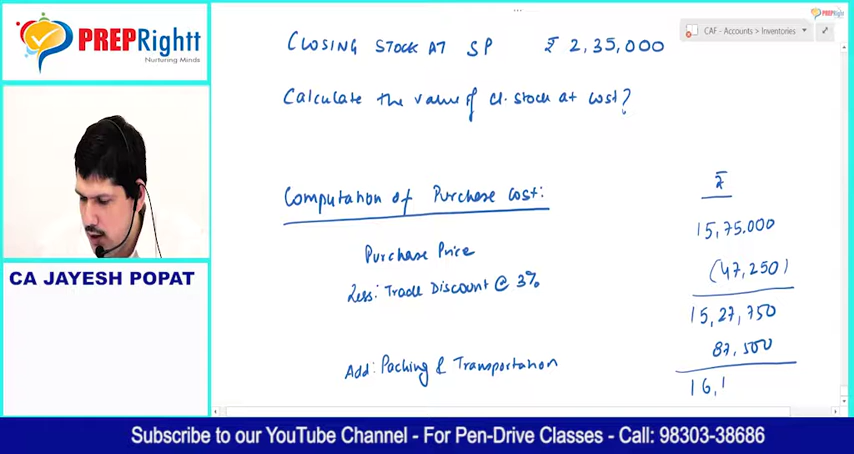 PREPRightt
Nurturing Minds
CAF - Accounts > Inventories
CLOSING STOCK AT SP ₹ 2,35,000
Calculate the value of Cl. Stock at cost?
CA JAYESH POPAT
Computation of Purchase Cost: ₹
Purchase Price 15,75.000
Less: Trade Discount @ 3% (47,250)
15,27,750
Add: Packing & Transportation 87,500
16,1
Subscribe to our YouTube Channel - For Pen-Drive Classes - Call: 98303-38686